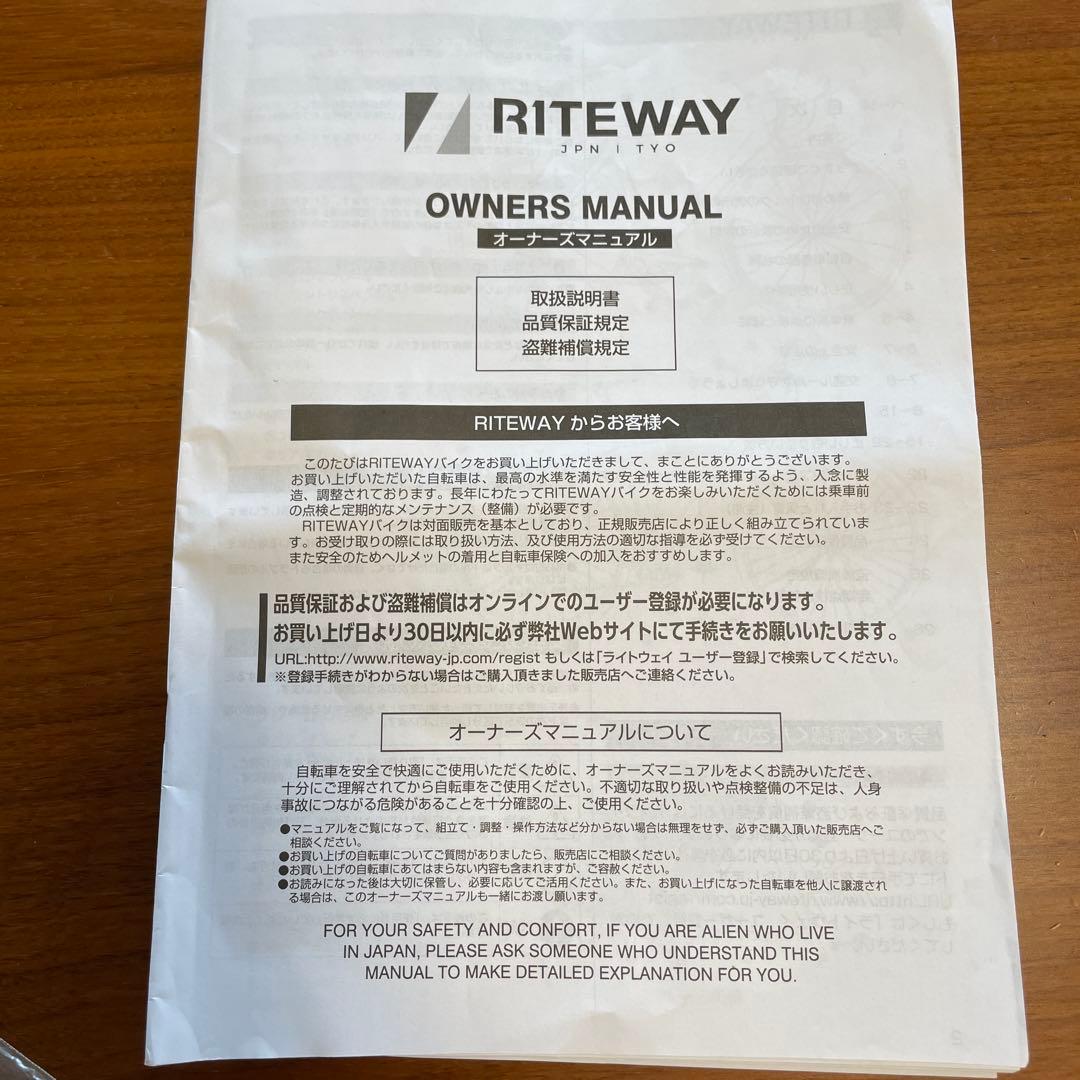 RITEWAY
JPN | TYO
OWNERS MANUAL
オーナーズマニュアル
取扱説明書
品質保証規定
盗難補償規定
RITEWAY からお客様へ
このたびはRITEWAYバイクをお買い上げいただきまして、まことにありがとうございます。
お買い上げいただいた自転車は、最高の水準を満たす安全性と性能を発揮するよう、入念に製
造、調整されております。長年にわたってRITEWAYバイクをお楽しみいただくためには乗車前
の点検と定期的なメンテナンス（整備）が必要です。
RITEWAYバイクは対面販売を基本としており、正規販売店により正しく組み立てられていま
す。お受け取りの際には取り扱い方法、及び使用方法の適切な指導を必ず受けてください。
また安全のためヘルメットの着用と自転車保険への加入をおすすめします。
品質保証および盗難補償はオンラインでのユーザー登録が必要になります。
お買い上げ日より30日以内に必ず弊社Webサイトにて手続きをお願いいたします。
URL:http://www.riteway-jp.com/regist もしくは「ライトウェイ ユーザー登録」で検索してください。
※登録手続きがわからない場合はご購入頂きました販売店へご連絡ください。
オーナーズマニュアルについて
自転車を安全で快適にご使用いただくために、オーナーズマニュアルをよくお読みいただき、
十分にご理解されてから自転車をご使用ください。不適切な取り扱いや点検整備の不足は、人身
事故につながる危険があることを十分確認の上、ご使用ください。
●マニュアルをご覧になって、組立て・調整・操作方法など分からない場合は無理をせず、必ずご購入頂いた販売店へご
相談ください。
●お買い上げの自転車についてご質問がありましたら、販売店にご相談ください。
●お買い上げの自転車にあてはまらない内容も含まれますが、ご容赦ください。
●お読みになった後は大切に保管し、必要に応じてご活用ください。また、お買い上げになった自転車を他人に譲渡され
る場合は、このオーナーズマニュアルも一緒にお渡し願います。
FOR YOUR SAFETY AND CONFORT, IF YOU ARE ALIEN WHO LIVE
IN JAPAN, PLEASE ASK SOMEONE WHO UNDERSTAND THIS
MANUAL TO MAKE DETAILED EXPLANATION FOR YOU.